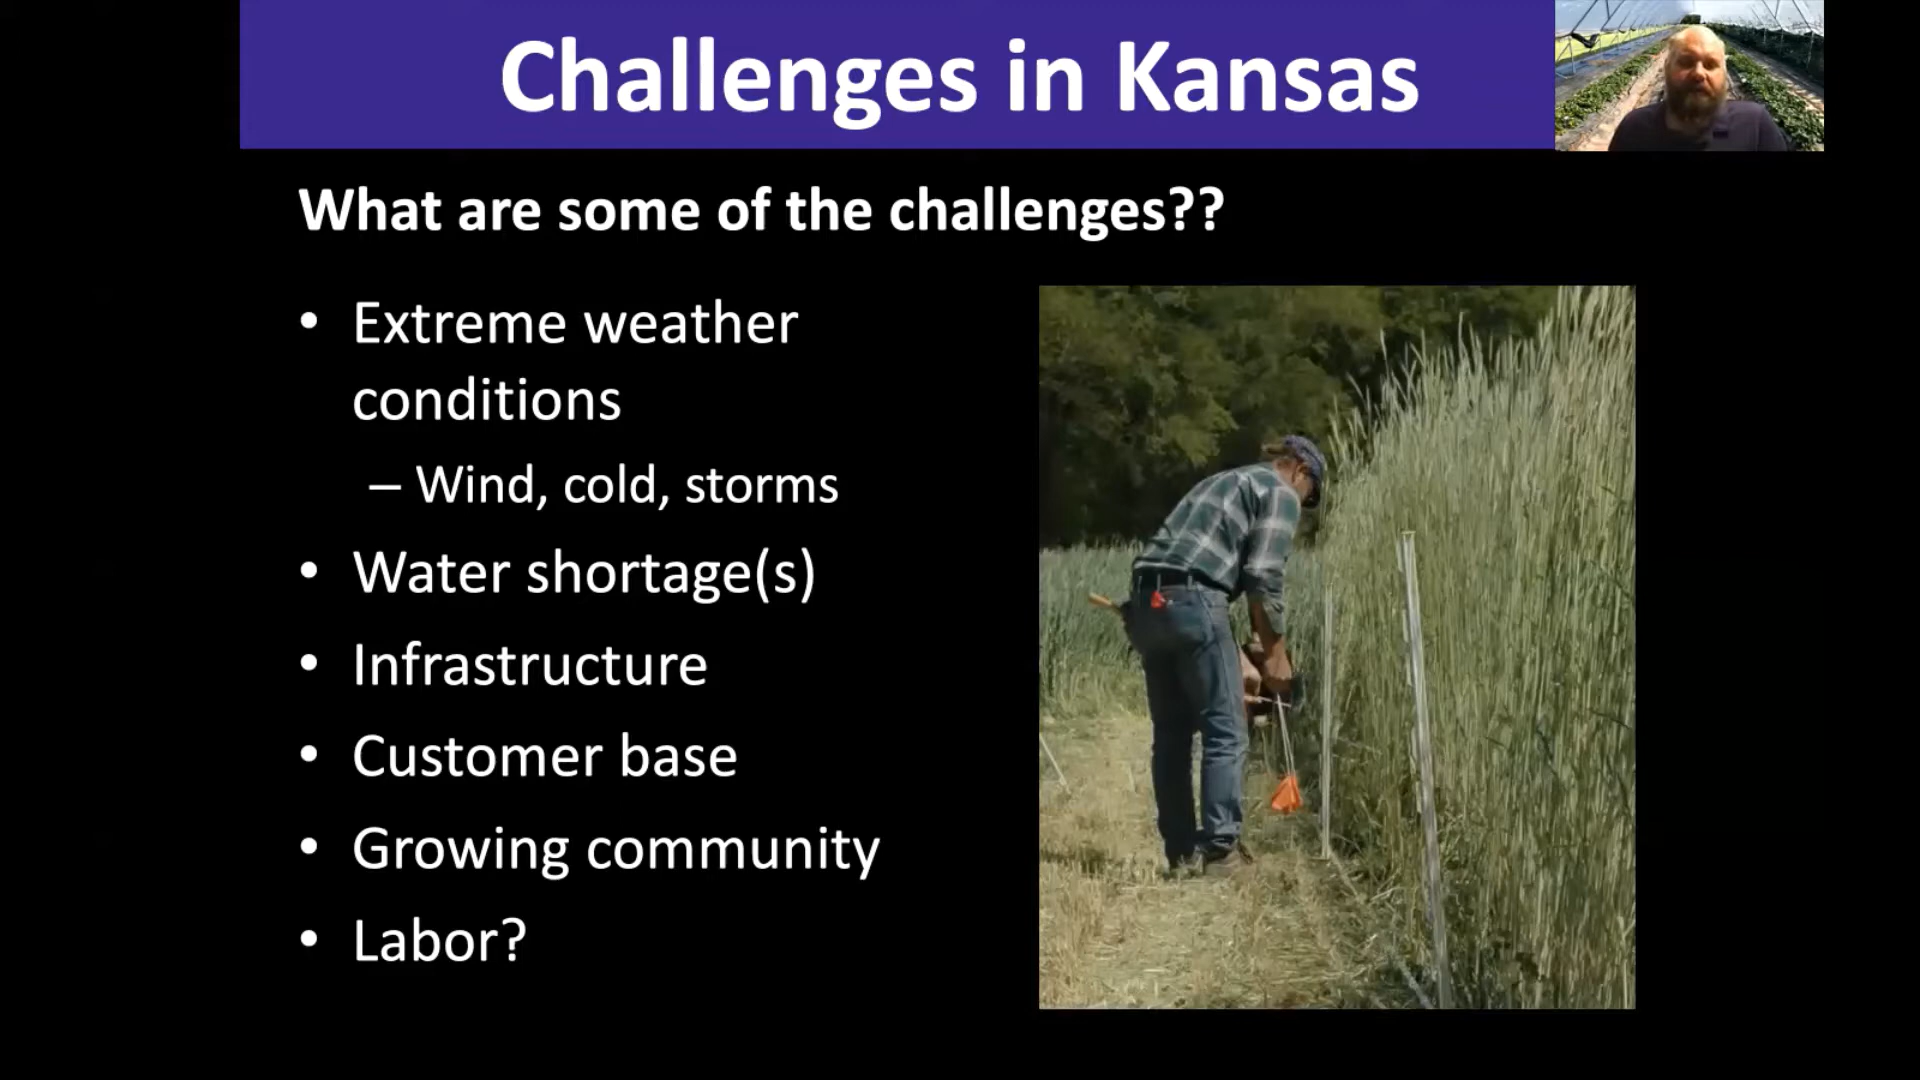 Challenges in Kansas
What are some of the challenges??
• Extreme weather
conditions
– Wind, cold, storms
• Water shortage(s)
• Infrastructure
• Customer base
• Growing community
• Labor?